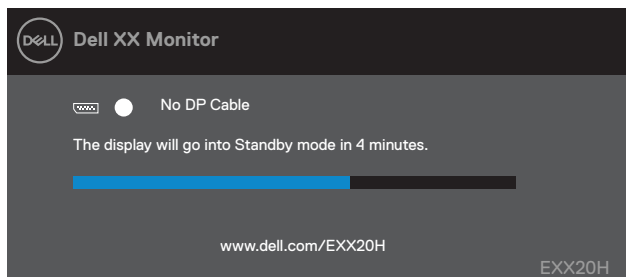 DELL Dell XX Monitor
No DP Cable
The display will go into Standby mode in 4 minutes.
www.dell.com/EXX20H
EXX20H